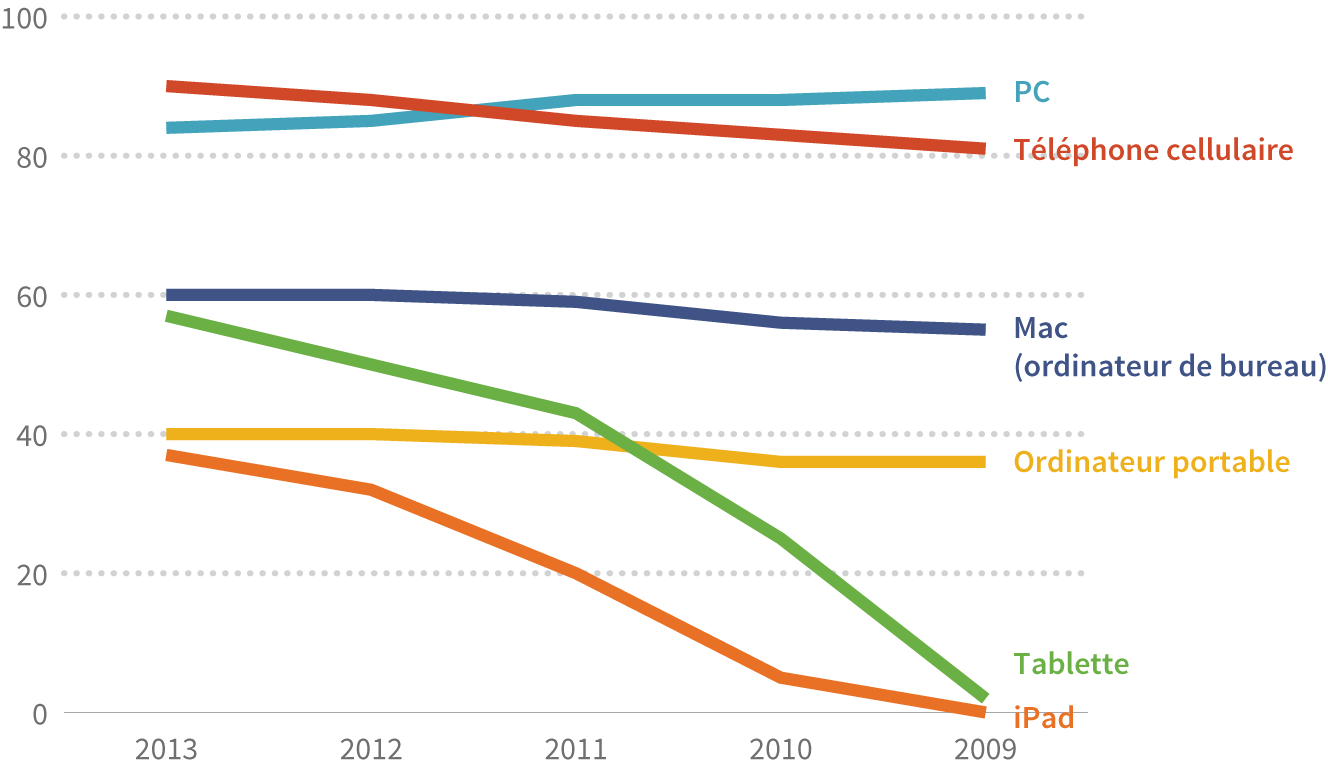 100
80
60
40
20
0
2013 2012 2011 2010 2009
PC
Téléphone cellulaire
Mac
(ordinateur de bureau)
Ordinateur portable
Tablette
iPad